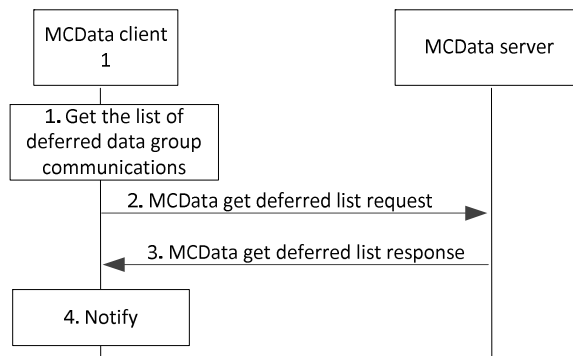 MCData client
1
MCData server
1. Get the list of
deferred data group
communications
2. MCData get deferred list request
3. MCData get deferred list response
4. Notify